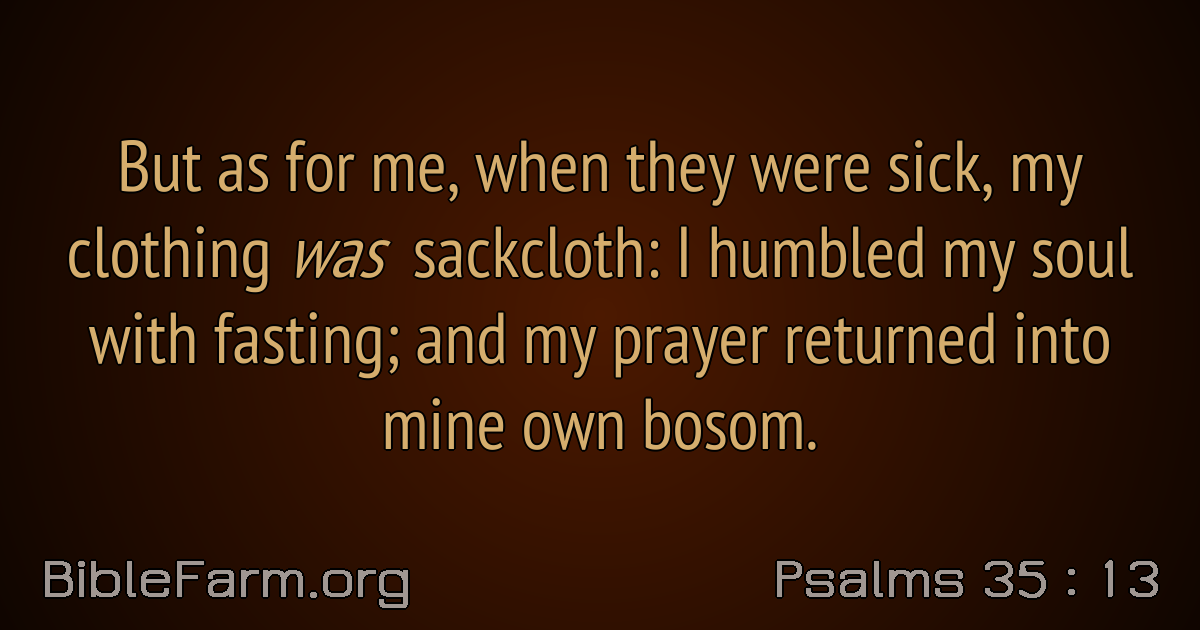 But as for me, when they were sick, my
clothing was sackcloth: I humbled my soul
with fasting; and my prayer returned into
mine own bosom.
BibleFarm.org
Psalms 35 : 13